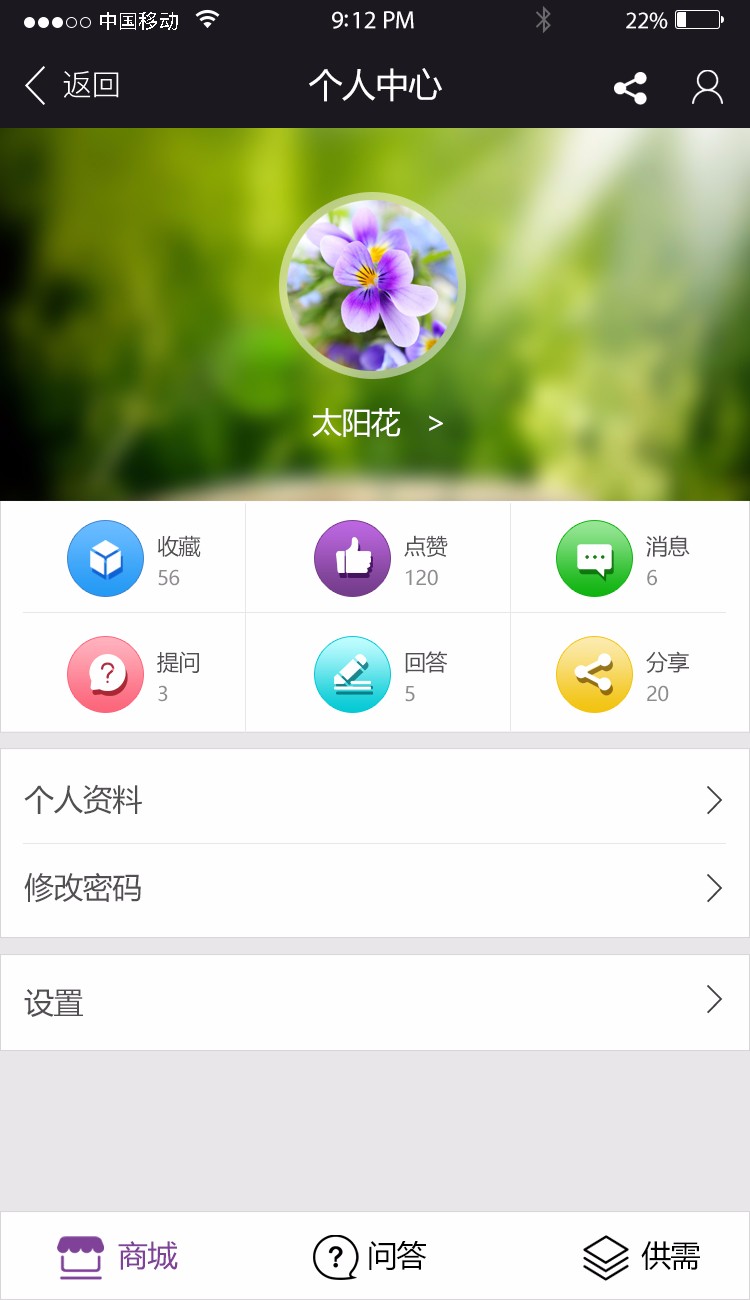 中国移动 9:12 PM 22%
返回 个人中心
太阳花 >
收藏 点赞 消息
56 120 6
提问 回答 分享
3 5 20
个人资料
修改密码
设置
商城 问答 供需